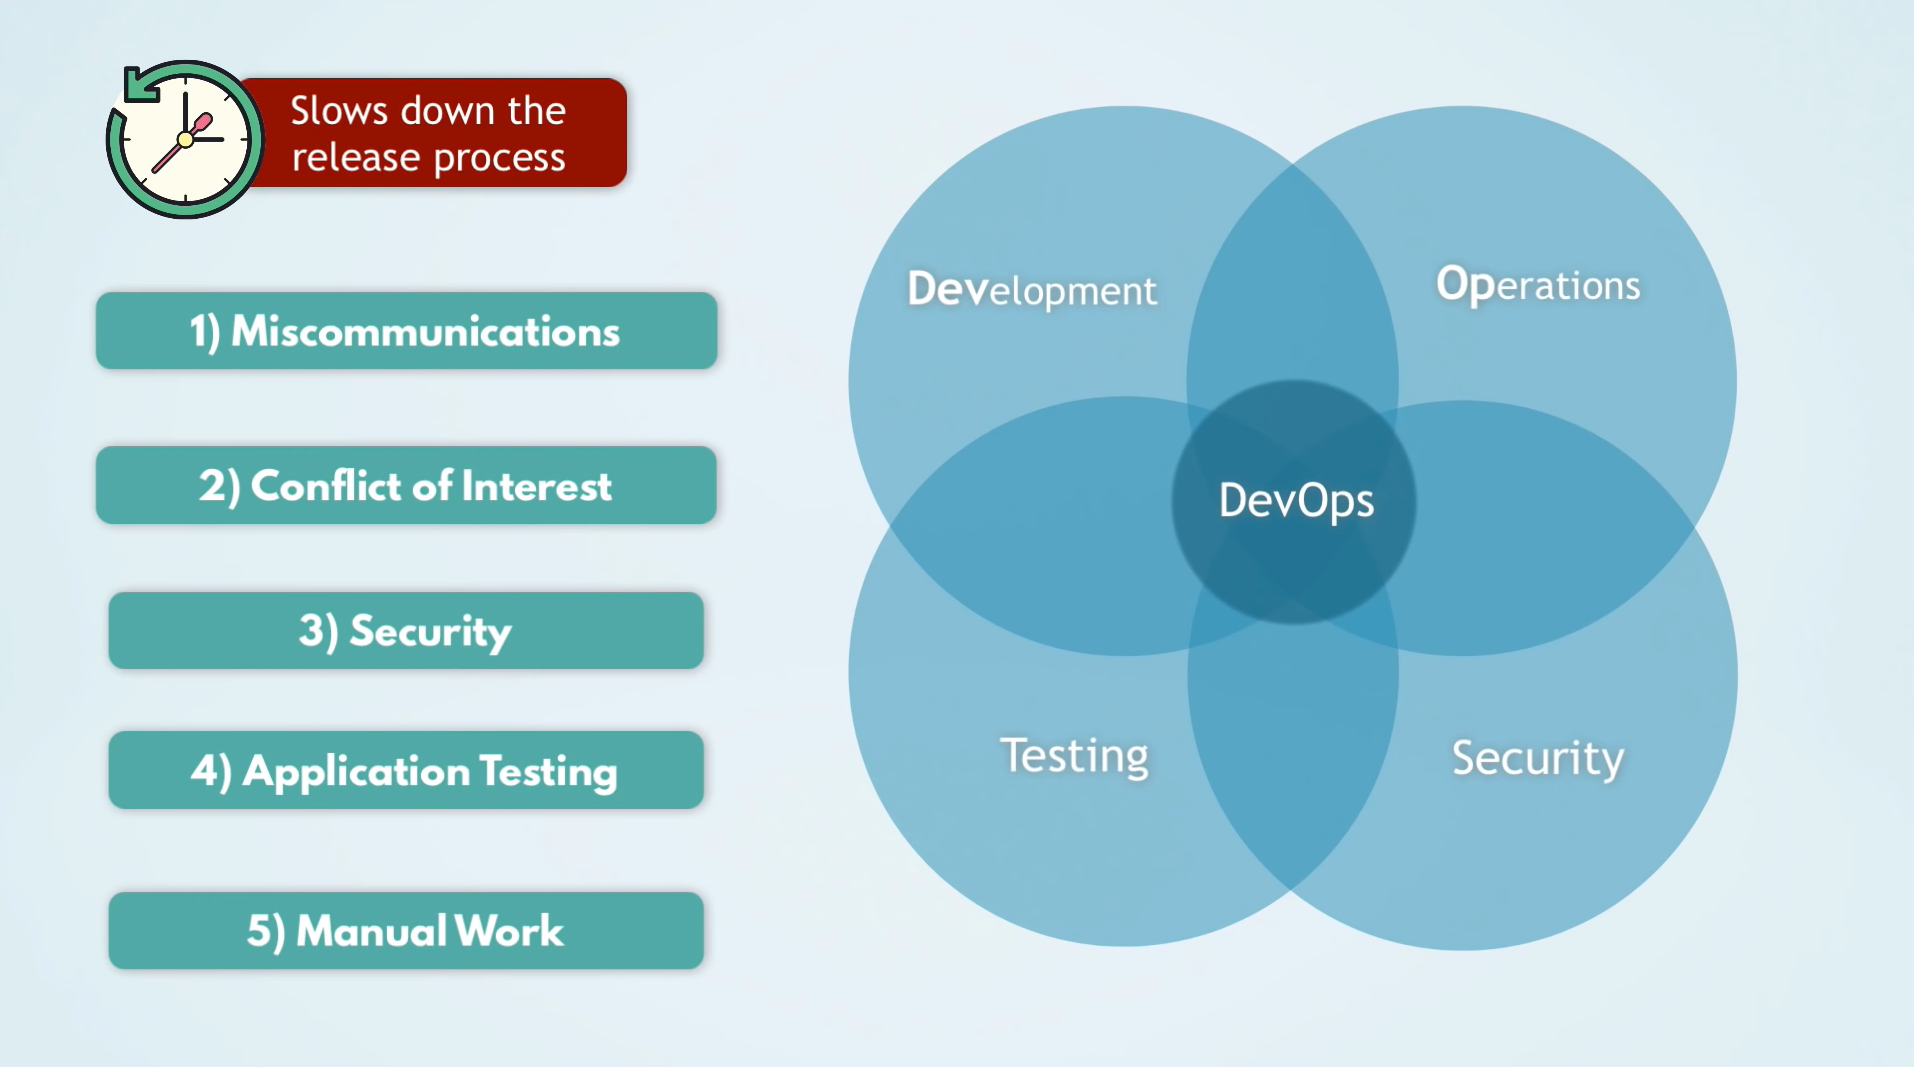 Slows down the
release process
1) Miscommunications
2) Conflict of Interest
3) Security
4) Application Testing
5) Manual Work
Development
Operations
DevOps
Testing
Security